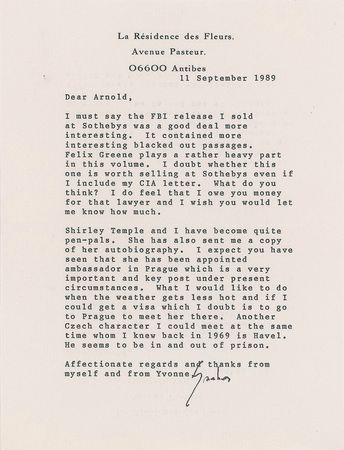 La Résidence des Fleurs.
Avenue Pasteur.
06600 Antibes
11 September 1989
Dear Arnold,
I must say the FBI release I sold
at Sothebys was a good deal more
interesting. It contained more
interesting blacked out passages.
Felix Greene plays a rather heavy part
in this volume. I doubt whether this
one is worth selling at Sothebys even if
I include my CIA letter. What do you
think? I do feel that I owe you money
for that lawyer and I wish you would let
me know how much.
Shirley Temple and I have become quite
pen-pals. She has also sent me a copy
of her autobiography. I expect you have
seen that she has been appointed
ambassador in Prague which is a very
important and key post under present
circumstances. What I would like to do
when the weather gets less hot and if I
could get a visa which I doubt is to go
to Prague to meet her there. Another
Czech character I could meet at the same
time whom I knew back in 1969 is Havel.
He seems to be in and out of prison.
Affectionate regards and thanks from
myself and from Yvonne
Graham